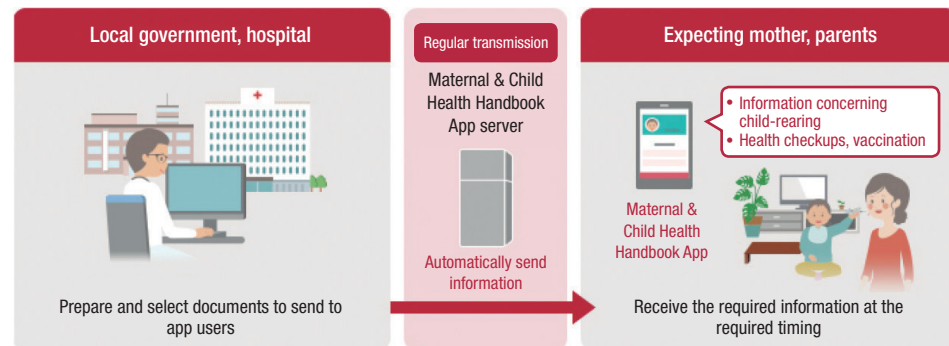 Local government, hospital
Prepare and select documents to send to
app users
Regular transmission
Maternal & Child
Health Handbook
App server
Automatically send
information
Expecting mother, parents
• Information concerning
child-rearing
• Health checkups, vaccination
Maternal &
Child Health
Handbook App
Receive the required information at the
required timing